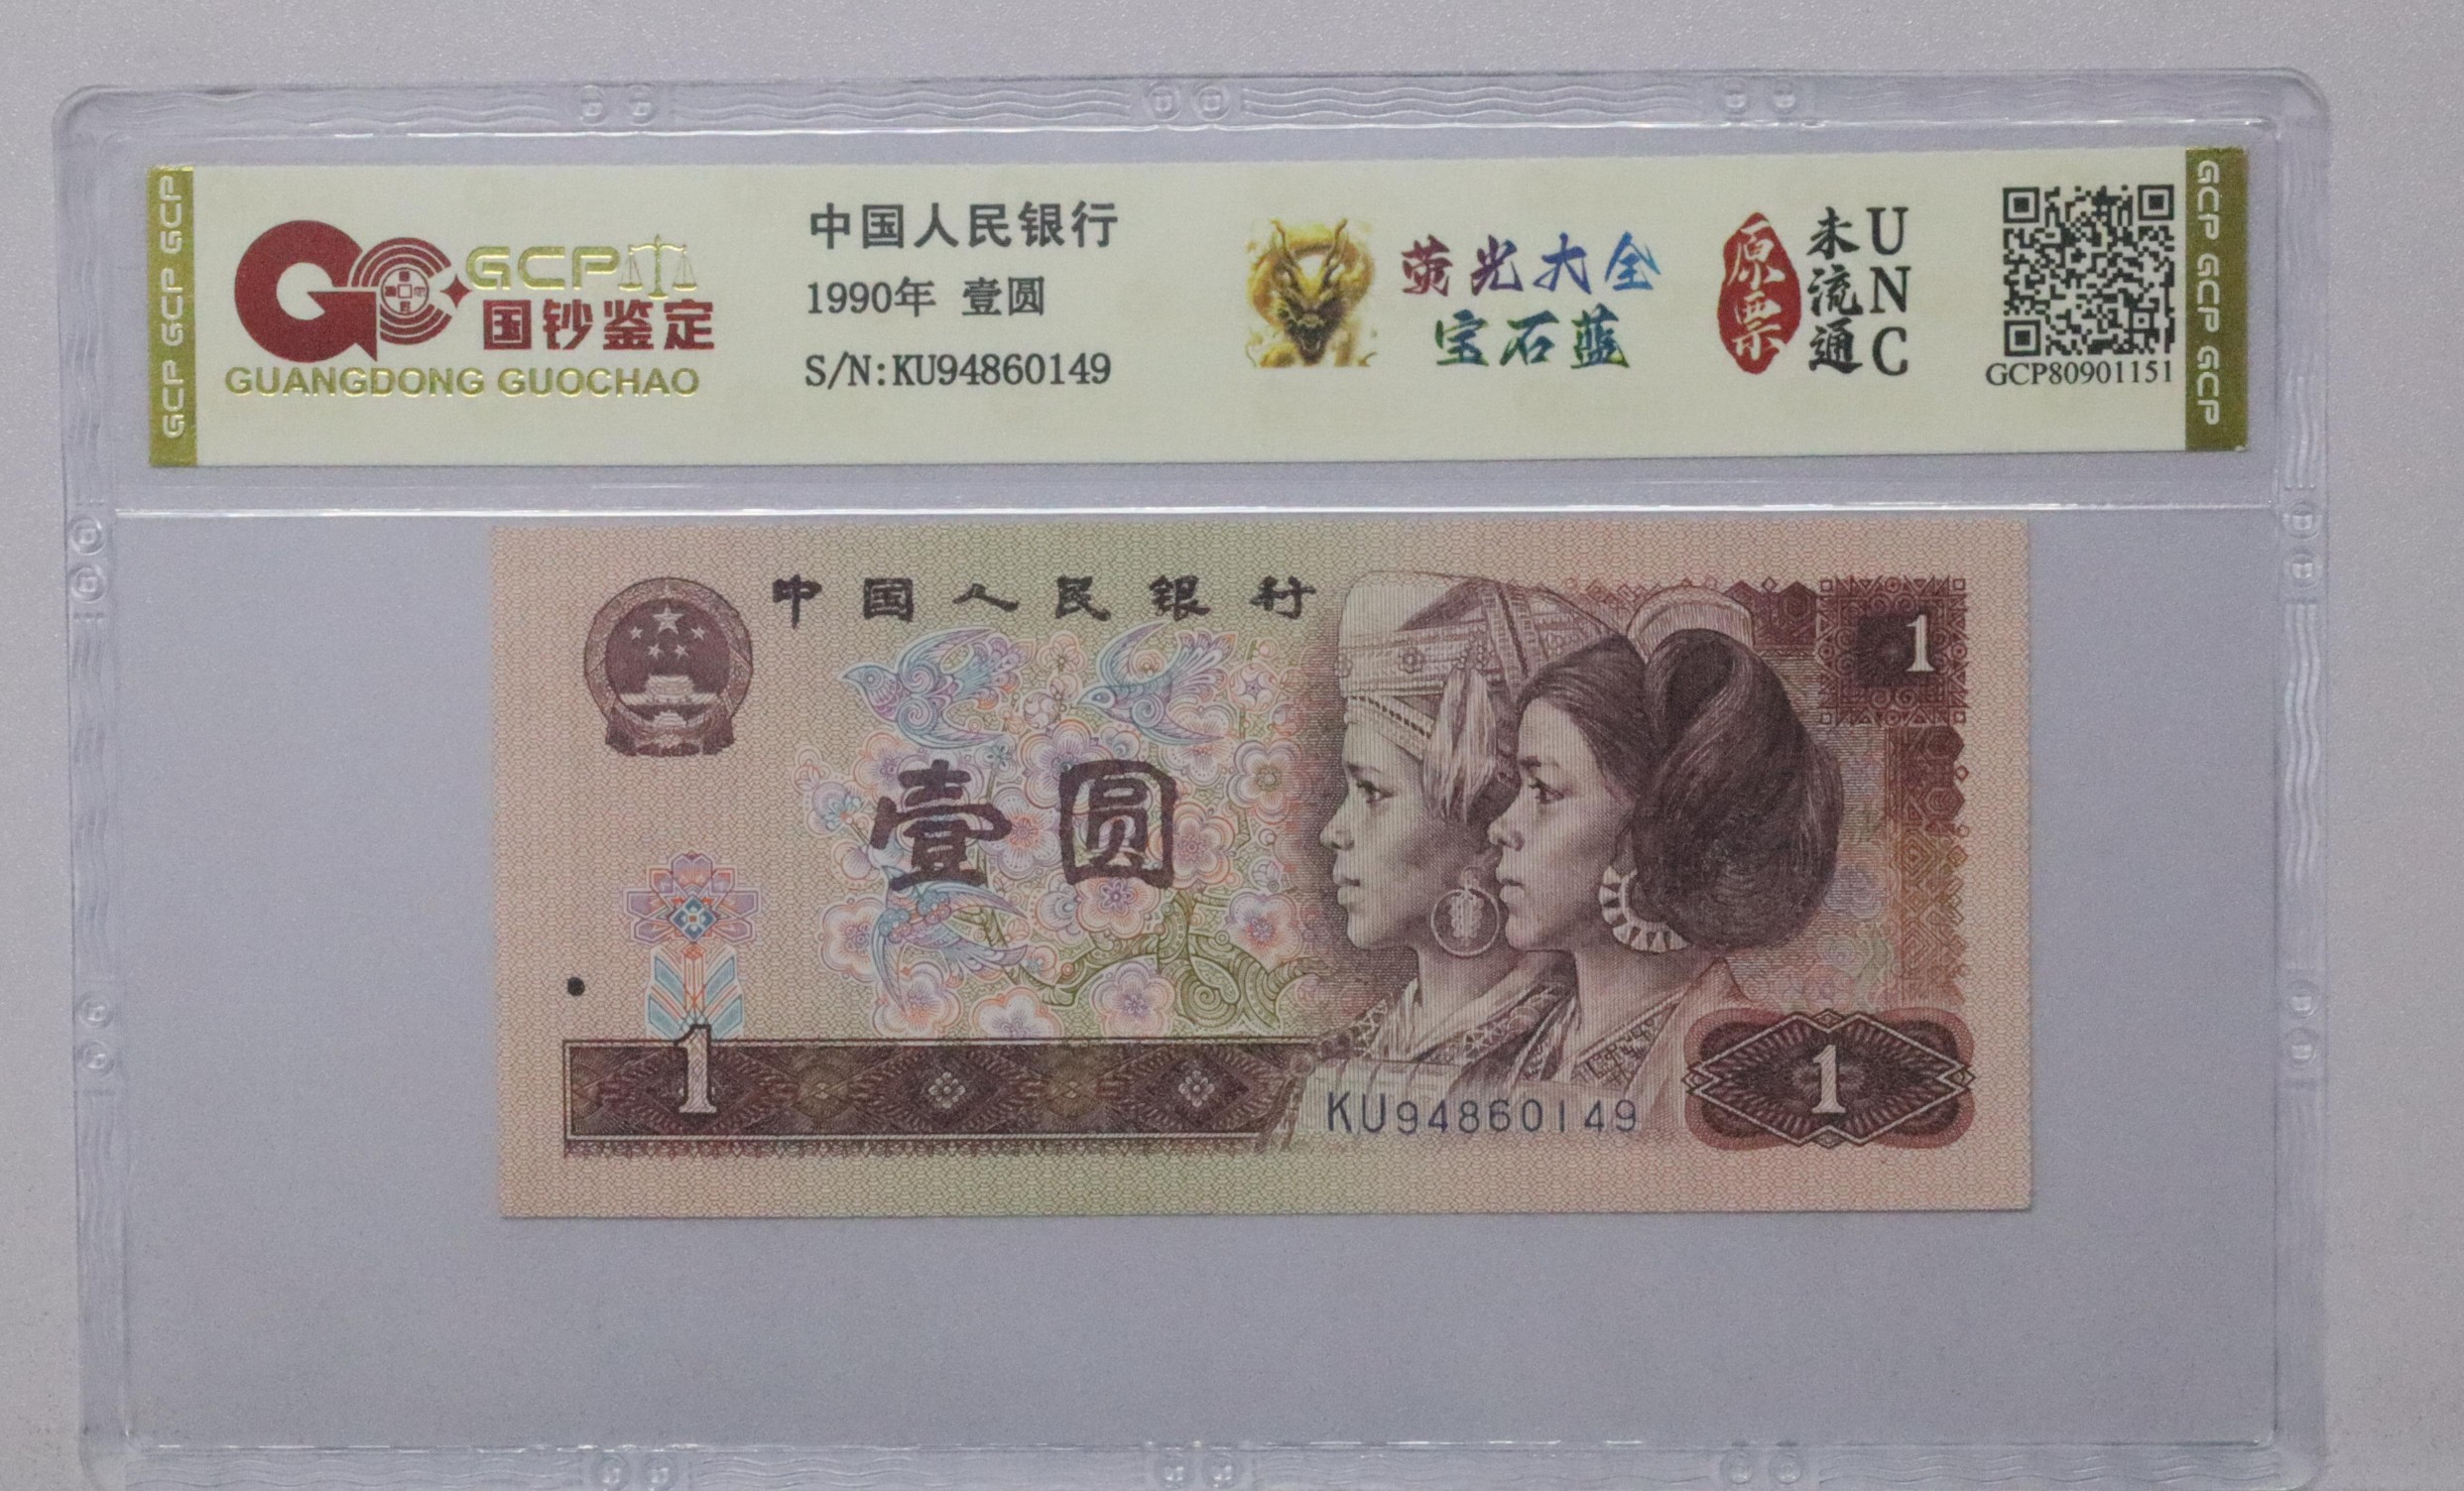 GCP GCP GCP
GCP
国钞鉴定
GUANGDONG GUOCHAO
中国人民银行
1990年 壹圆
S/N:KU94860149
荧光大全
宝石蓝
原票
未流通
UNC
GCP80901151
GCP GCP GCP
中国人民银行
1
壹圆
1
KU94860149
1